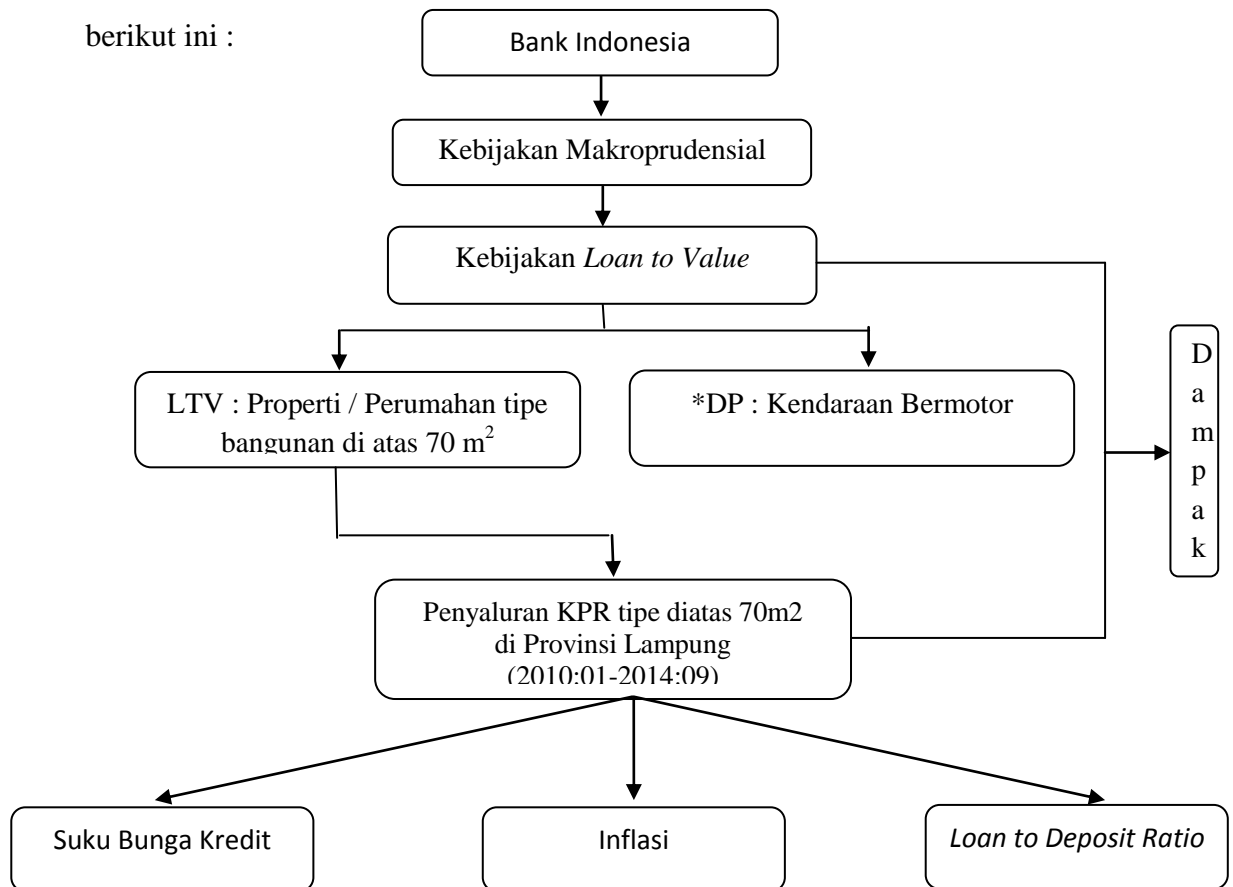 berikut ini :
Bank Indonesia
Kebijakan Makroprudensial
Kebijakan Loan to Value
LTV : Properti / Perumahan tipe
bangunan di atas 70 m²
*DP : Kendaraan Bermotor
D
a
m
p
a
k
Penyaluran KPR tipe diatas 70m2
di Provinsi Lampung
(2010:01-2014:09)
Suku Bunga Kredit
Inflasi
Loan to Deposit Ratio